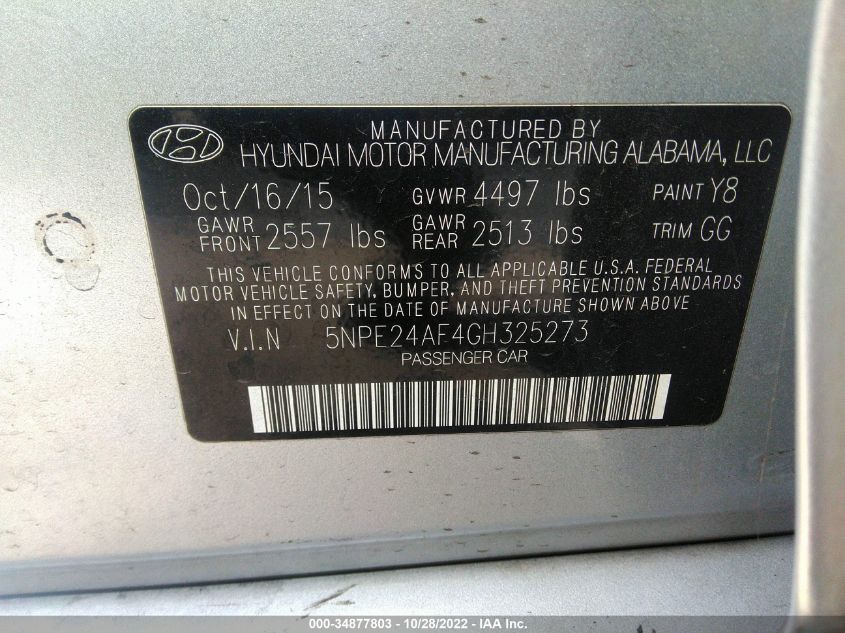 MANUFACTURED BY
HYUNDAI MOTOR MANUFACTURING ALABAMA, LLC
Oct/16/15 GVWR 4497 lbs PAINT Y8
GAWR FRONT 2557 lbs GAWR REAR 2513 lbs TRIM GG
THIS VEHICLE CONFORMS TO ALL APPLICABLE U.S.A. FEDERAL
MOTOR VEHICLE SAFETY, BUMPER, AND THEFT PREVENTION STANDARDS
IN EFFECT ON THE DATE OF MANUFACTURE SHOWN ABOVE
V.I.N 5NPE24AF4GH325273
PASSENGER CAR
000-34877803 | 10/28/2022 - IAA Inc.